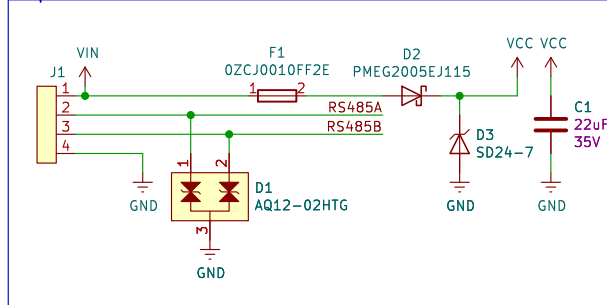 VIN
J1
1
2
3
4
F1
0ZCJ0010FF2E
1
2
D2
PMEG2005EJ115
VCC
VCC
RS485A
RS485B
C1
22uF
35V
D3
SD24-7
GND
GND
GND
1
2
D1
AQ12-02HTG
3
GND